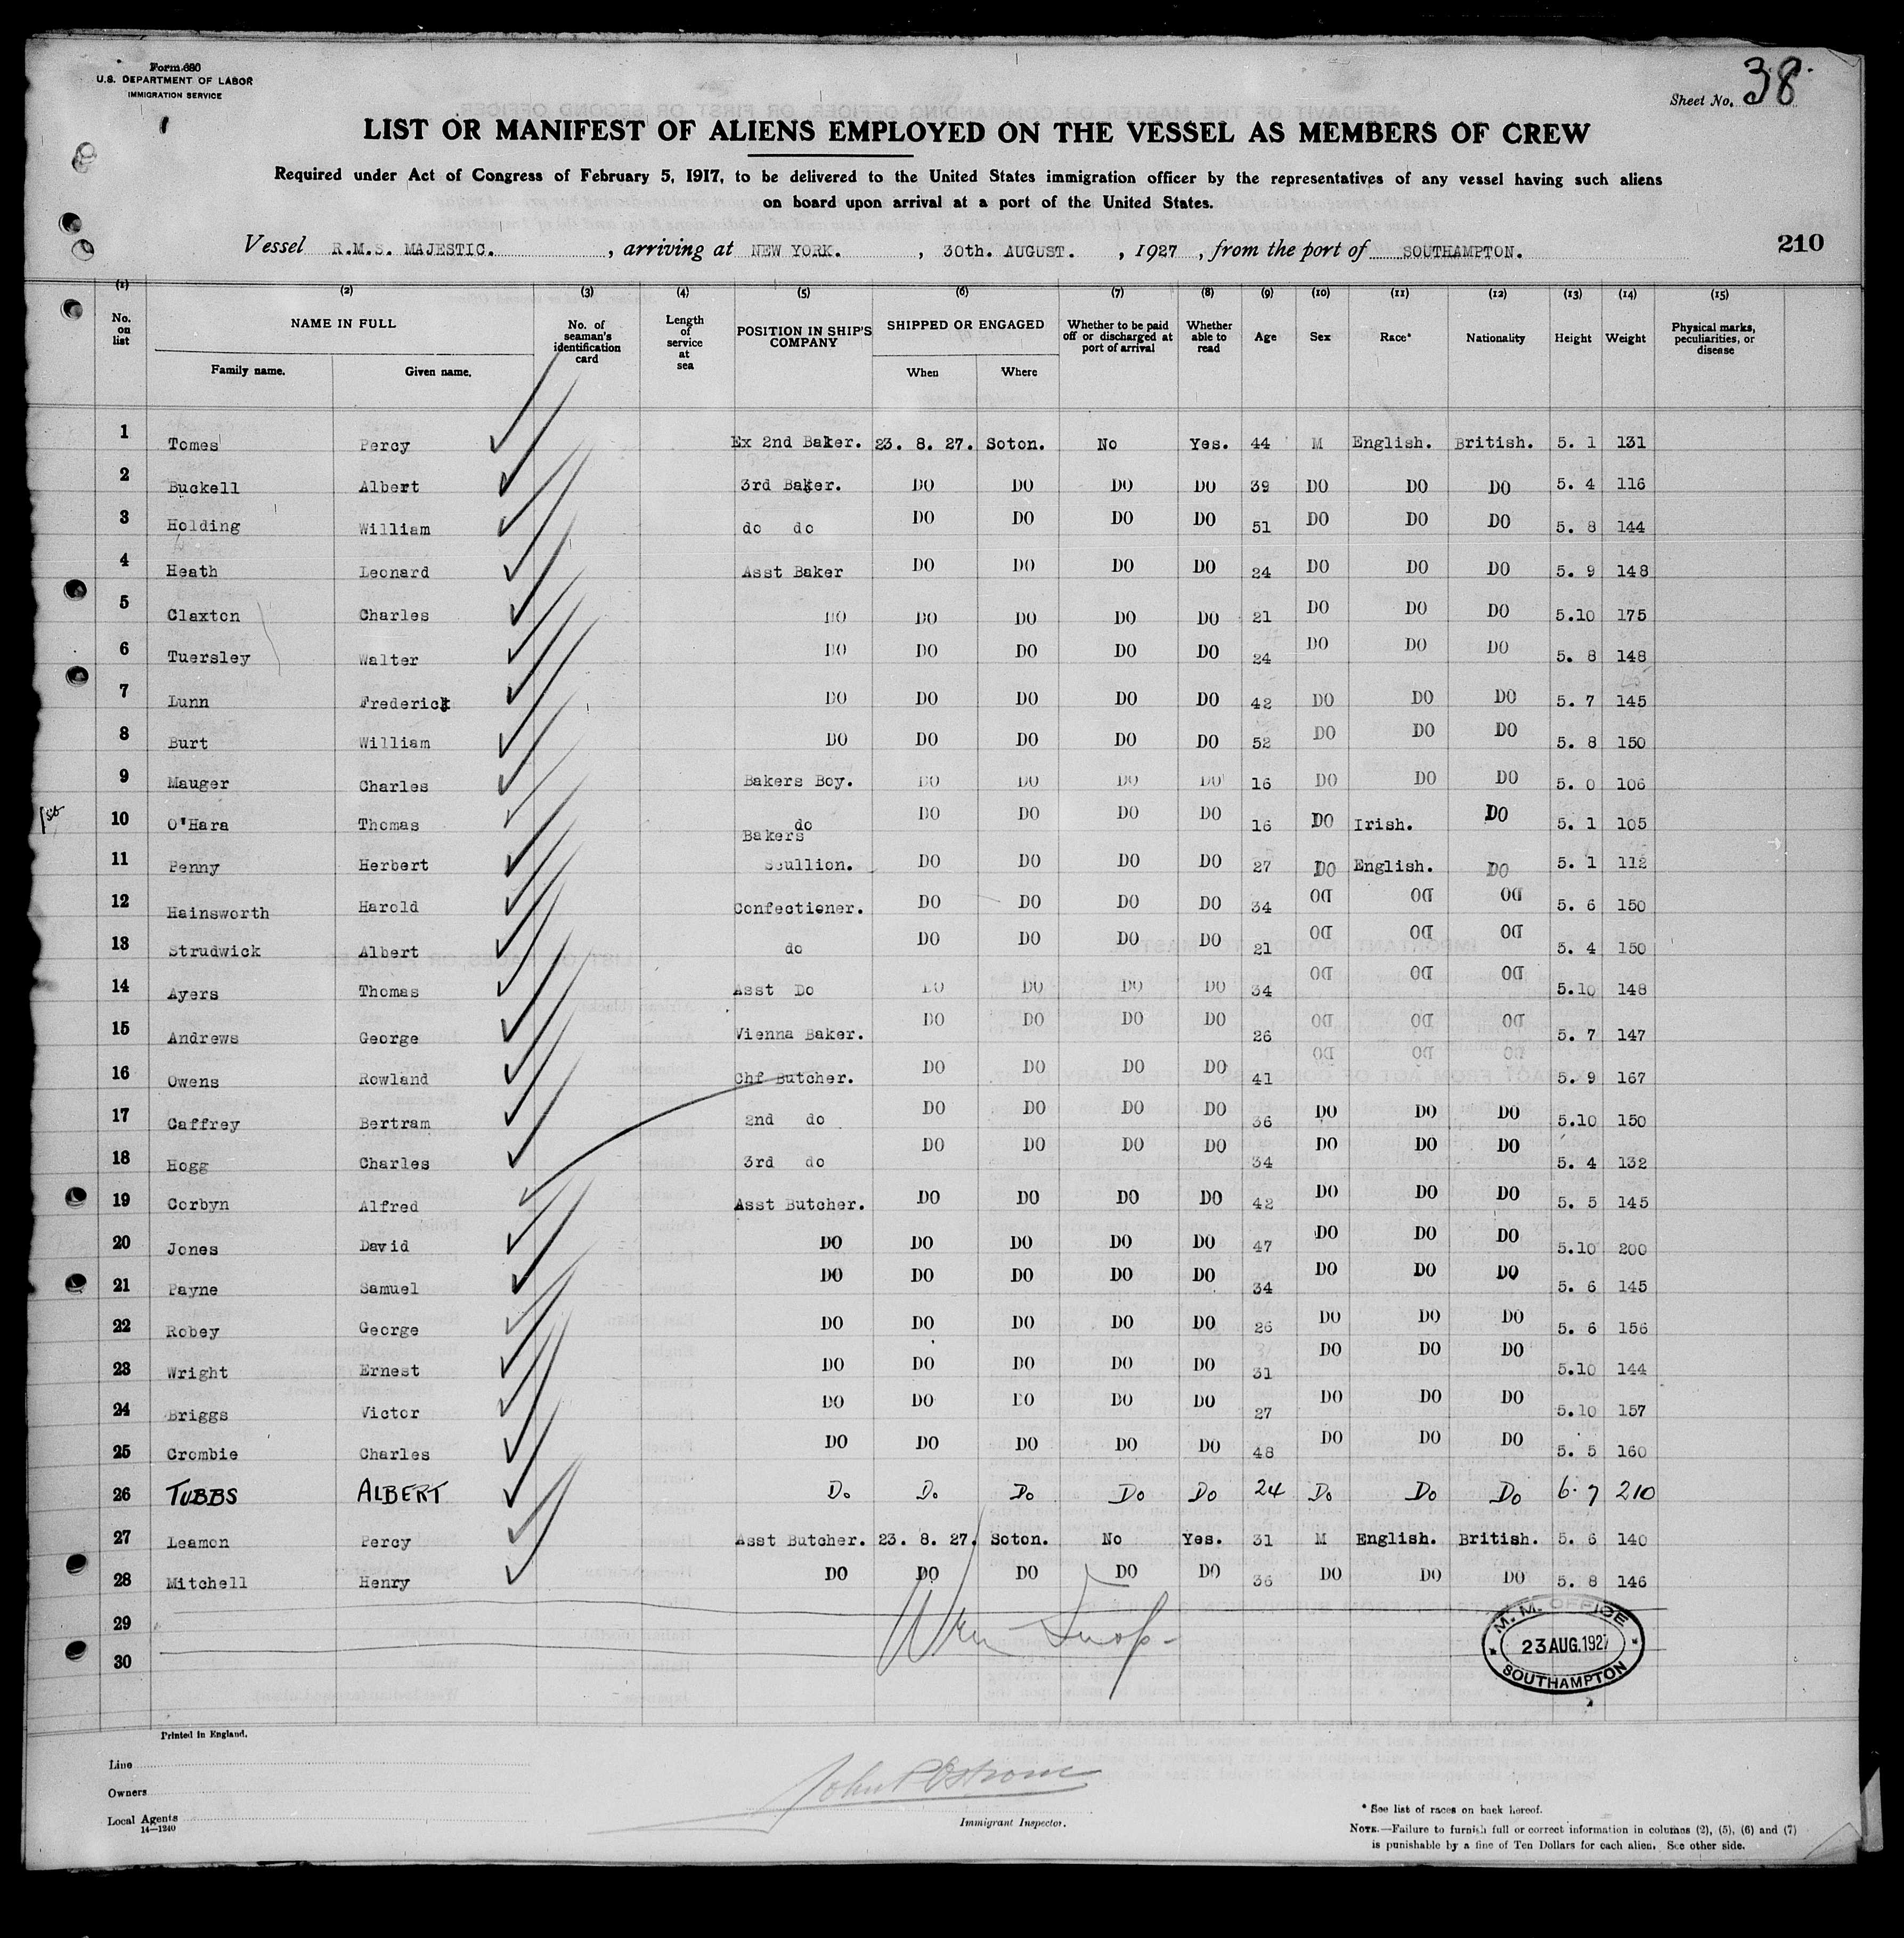 Form 680
U.S. DEPARTMENT OF LABOR
IMMIGRATION SERVICE
Sheet No. 38
LIST OR MANIFEST OF ALIENS EMPLOYED ON THE VESSEL AS MEMBERS OF CREW
Required under Act of Congress of February 5, 1917, to be delivered to the United States immigration officer by the representatives of any vessel having such aliens
on board upon arrival at a port of the United States.
Vessel R.M.S. MAJESTIC. , arriving at NEW YORK. , 30th. AUGUST. , 1927 , from the port of SOUTHAMPTON. 210
(1) (2) (3) (4) (5) (6) (7) (8) (9) (10) (11) (12) (13) (14) (15)
No. on list NAME IN FULL Family name. Given name. No. of seaman's identification card Length of service at sea POSITION IN SHIP'S COMPANY SHIPPED OR ENGAGED When Where Whether to be paid off or discharged at port of arrival Whether able to read Age Sex Race* Nationality Height Weight Physical marks, peculiarities, or disease
1 Tomes Percy Ex 2nd Baker. 23. 8. 27. Soton. No Yes. 44 M English. British. 5. 1 131
2 Buckell Albert 3rd Baker. DO DO DO DO 39 DO DO DO 5. 4 116
3 Holding William do do DO DO DO DO 51 DO DO DO 5. 8 144
4 Heath Leonard Asst Baker DO DO DO DO 24 DO DO DO 5. 9 148
5 Claxton Charles DO DO DO DO DO 21 DO DO DO 5.10 175
6 Tuersley Walter DO DO DO DO DO 24 DO DO DO 5. 8 148
7 Lunn Frederick DO DO DO DO DO 42 DO DO DO 5. 7 145
8 Burt William DO DO DO DO DO 52 DO DO DO 5. 8 150
9 Mauger Charles Bakers Boy. DO DO DO DO 16 DO DO DO 5. 0 106
10 O'Hara Thomas do DO DO DO DO 16 DO Irish. DO 5. 1 105
11 Penny Herbert Bakers Scullion. DO DO DO DO 27 DO English. DO 5. 1 112
12 Hainsworth Harold Confectioner. DO DO DO DO 34 DO DO DO 5. 6 150
13 Strudwick Albert do DO DO DO DO 21 DO DO DO 5. 4 150
14 Ayers Thomas Asst Do DO DO DO DO 34 DO DO DO 5.10 148
15 Andrews George Vienna Baker. DO DO DO DO 26 DO DO DO 5. 7 147
16 Owens Rowland Chf Butcher. DO DO DO DO 41 DO DO DO 5. 9 167
17 Caffrey Bertram 2nd do DO DO DO DO 36 DO DO DO 5.10 150
18 Hogg Charles 3rd do DO DO DO DO 34 DO DO DO 5. 4 132
19 Corbyn Alfred Asst Butcher. DO DO DO DO 42 DO DO DO 5. 5 145
20 Jones David DO DO DO DO DO 47 DO DO DO 5.10 200
21 Payne Samuel DO DO DO DO DO 34 DO DO DO 5. 6 145
22 Robey George DO DO DO DO DO 26 DO DO DO 5. 6 156
23 Wright Ernest DO DO DO DO DO 31 DO DO DO 5.10 144
24 Briggs Victor DO DO DO DO DO 27 DO DO DO 5.10 157
25 Crombie Charles DO DO DO DO DO 48 DO DO DO 5. 5 160
26 TUBBS ALBERT Do Do Do Do Do 24 Do Do Do 6. 7 210
27 Leamon Percy Asst Butcher. 23. 8. 27. Soton. No Yes. 31 M English. British. 5. 6 140
28 Mitchell Henry DO DO DO DO DO 36 DO DO DO 5. 8 146
29
30
M. M. OFFICE
23 AUG. 1927
SOUTHAMPTON
Printed in England.
Line
Owners
Local Agents
14—1240
Immigrant Inspector.
* See list of races on back hereof.
NOTE.—Failure to furnish full or correct information in columns (2), (5), (6) and (7)
is punishable by a fine of Ten Dollars for each alien. See other side.